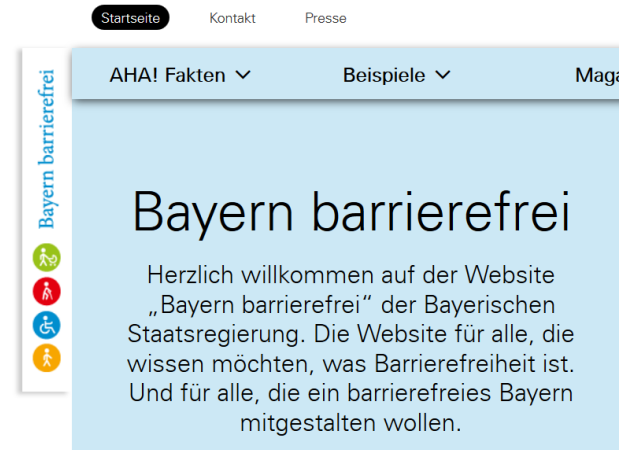 Startseite Kontakt Presse
AHA! Fakten Beispiele
Bayern barrierefrei
Bayern barrierefrei
Herzlich willkommen auf der Website
„Bayern barrierefrei“ der Bayerischen
Staatsregierung. Die Website für alle, die
wissen möchten, was Barrierefreiheit ist.
Und für alle, die ein barrierefreies Bayern
mitgestalten wollen.